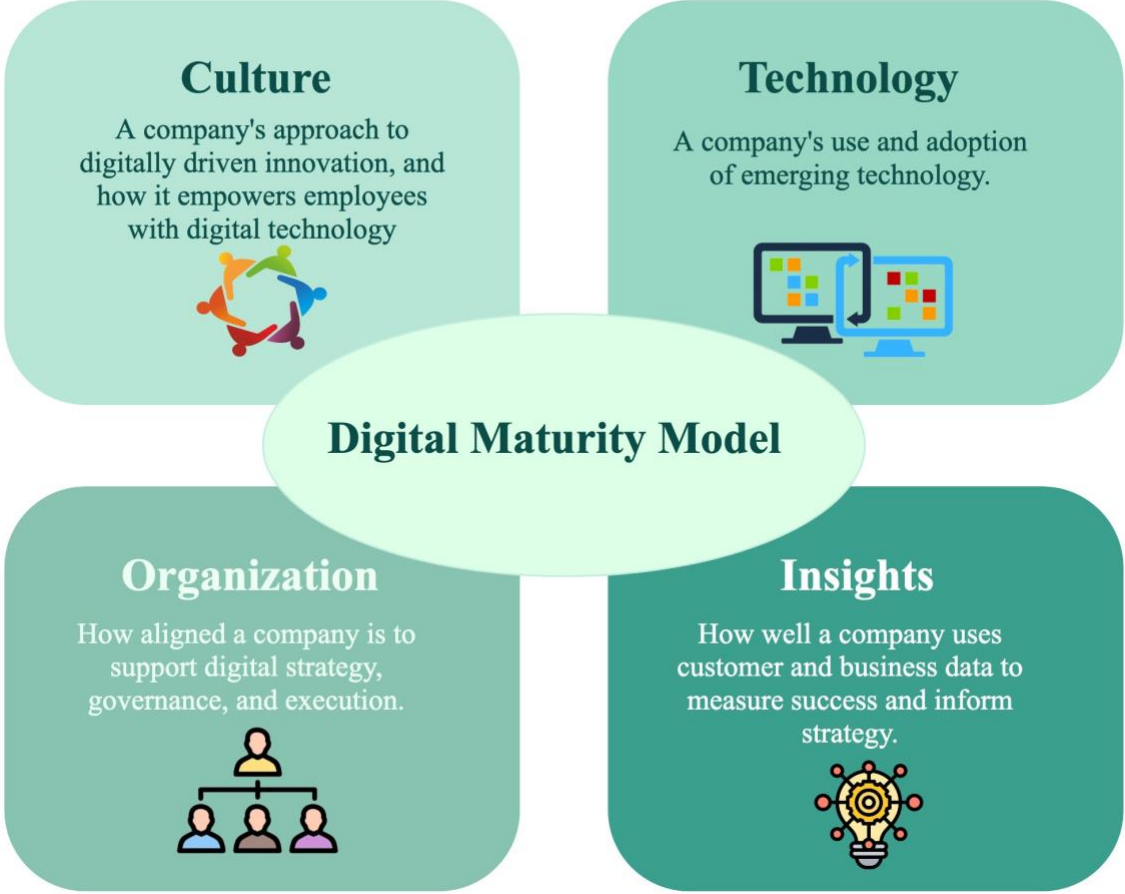 Culture
A company's approach to
digitally driven innovation, and
how it empowers employees
with digital technology
Technology
A company's use and adoption
of emerging technology.
Digital Maturity Model
Organization
How aligned a company is to
support digital strategy,
governance, and execution.
Insights
How well a company uses
customer and business data to
measure success and inform
strategy.